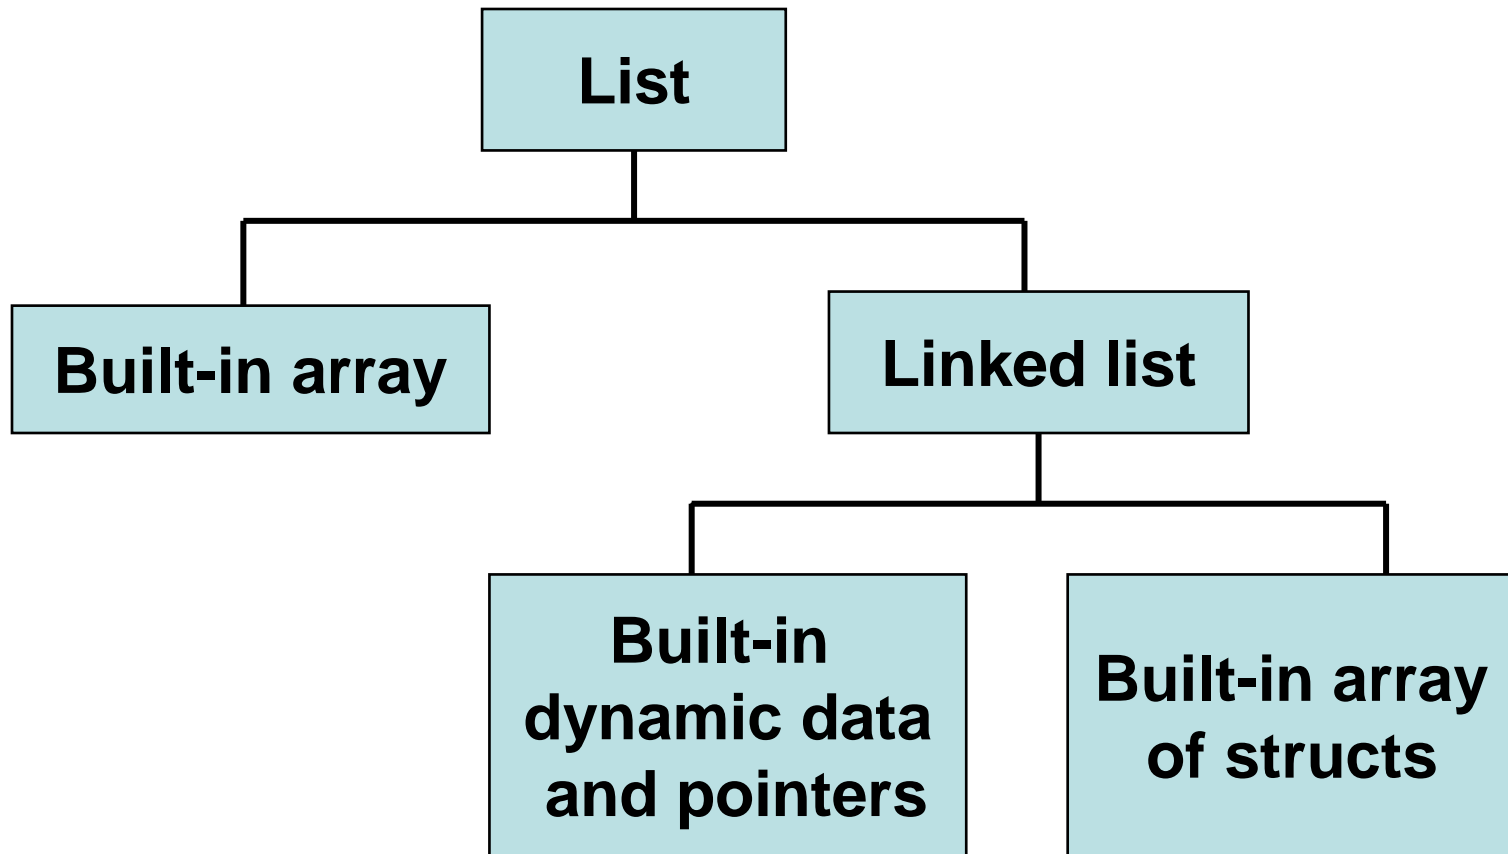 List
Built-in array
Linked list
Built-in
dynamic data
and pointers
Built-in array
of structs